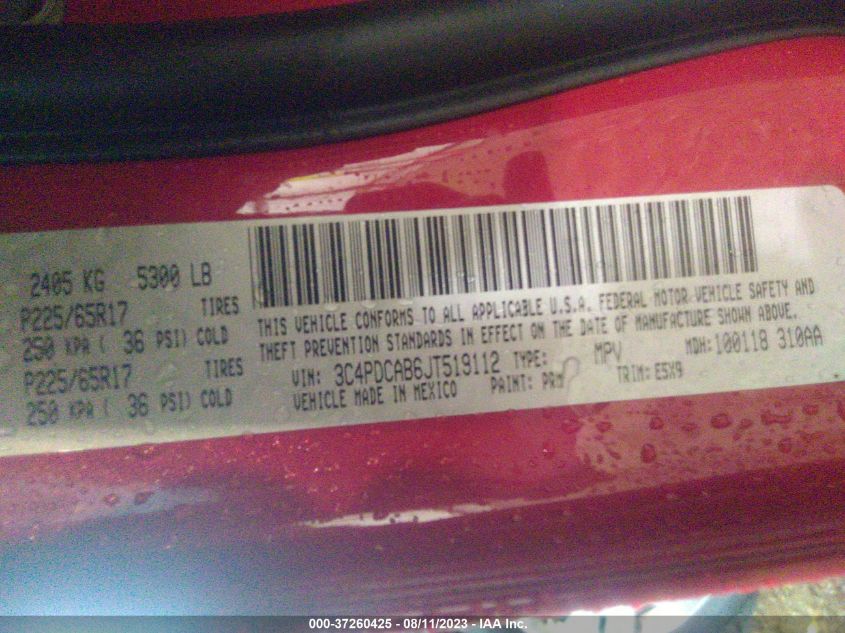 2405 KG 5300 LB
P225/65R17 TIRES
250 KPA ( 36 PSI) COLD
P225/65R17 TIRES
250 KPA ( 36 PSI) COLD
THIS VEHICLE CONFORMS TO ALL APPLICABLE U.S.A. FEDERAL MOTOR VEHICLE SAFETY AND
THEFT PREVENTION STANDARDS IN EFFECT ON THE DATE OF MANUFACTURE SHOWN ABOVE.
VIN: 3C4PDCAB6JT519112 TYPE: MPV MDH: 100118 310AA
VEHICLE MADE IN MEXICO PAINT: TRIM: E5X9
000-37260425 - 08/11/2023 - IAA Inc.